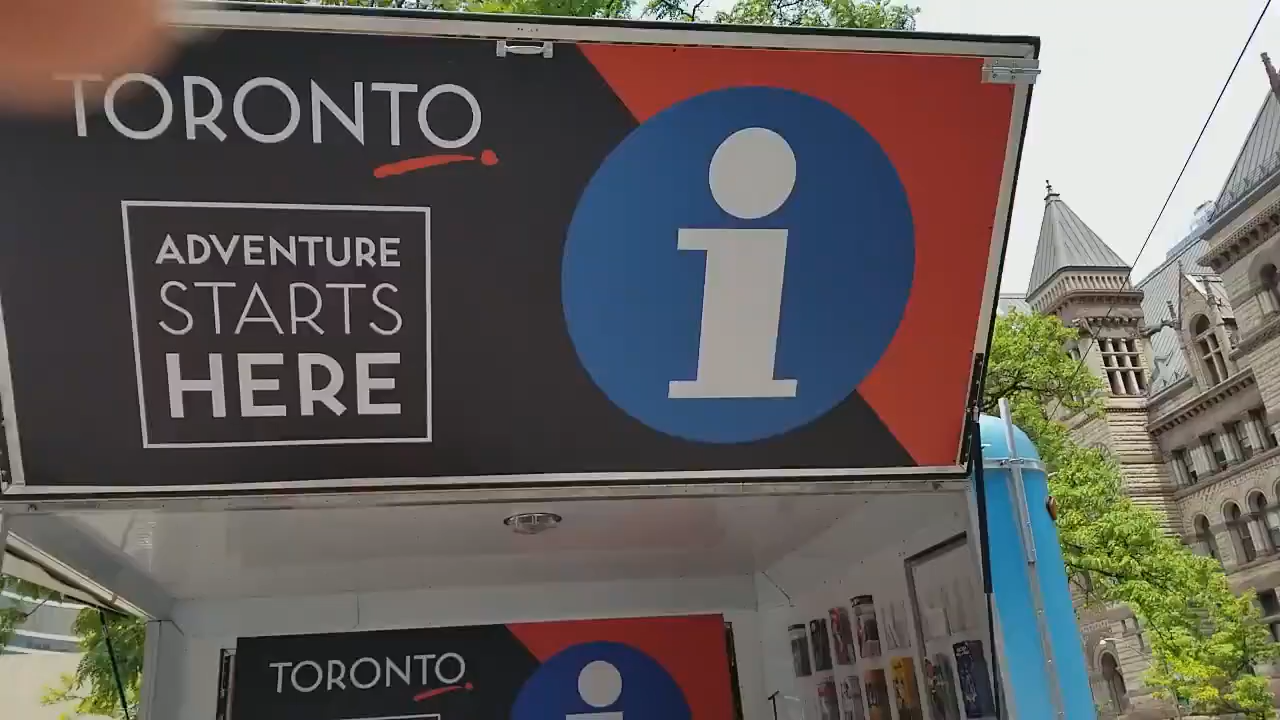 TORONTO
ADVENTURE
STARTS
HERE
i
TORONTO
i